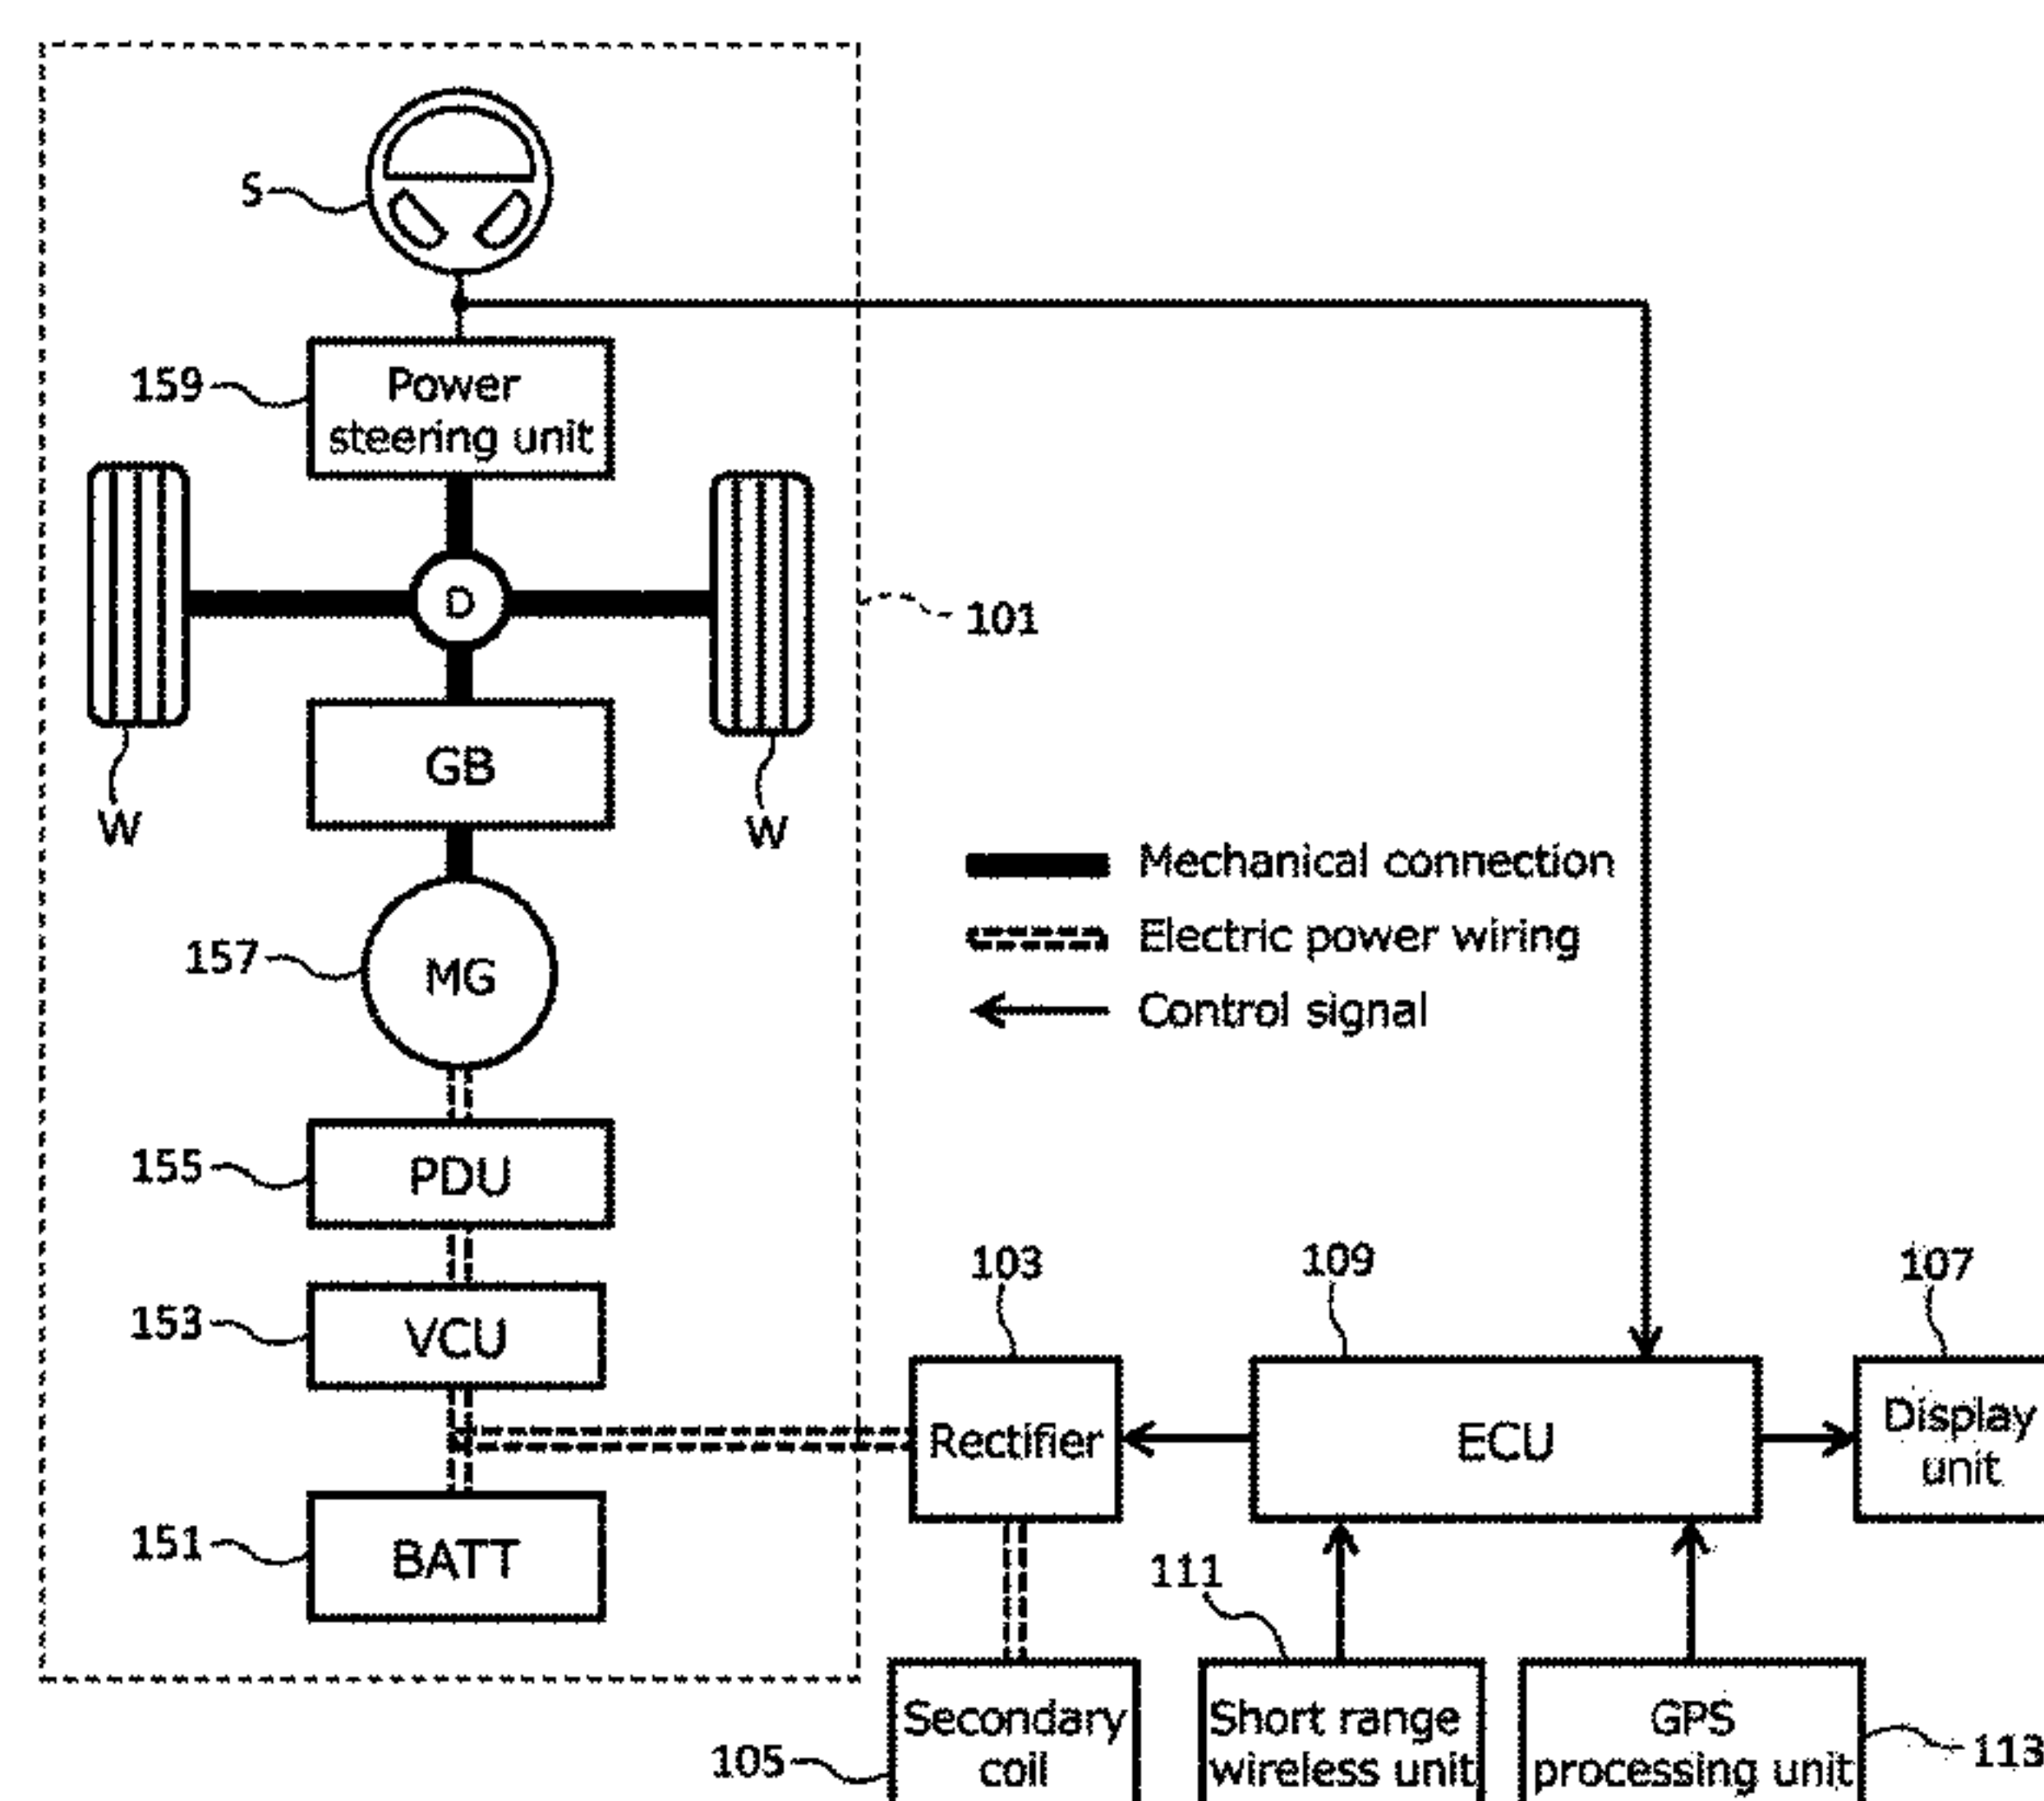 S
159
Power
steering unit
D
101
GB
W
W
Mechanical connection
Electric power wiring
Control signal
157
MG
155
PDU
103
109
107
153
VCU
Rectifier
ECU
Display
unit
151
BATT
111
105
Secondary
coil
Short range
wireless unit
GPS
processing unit
113